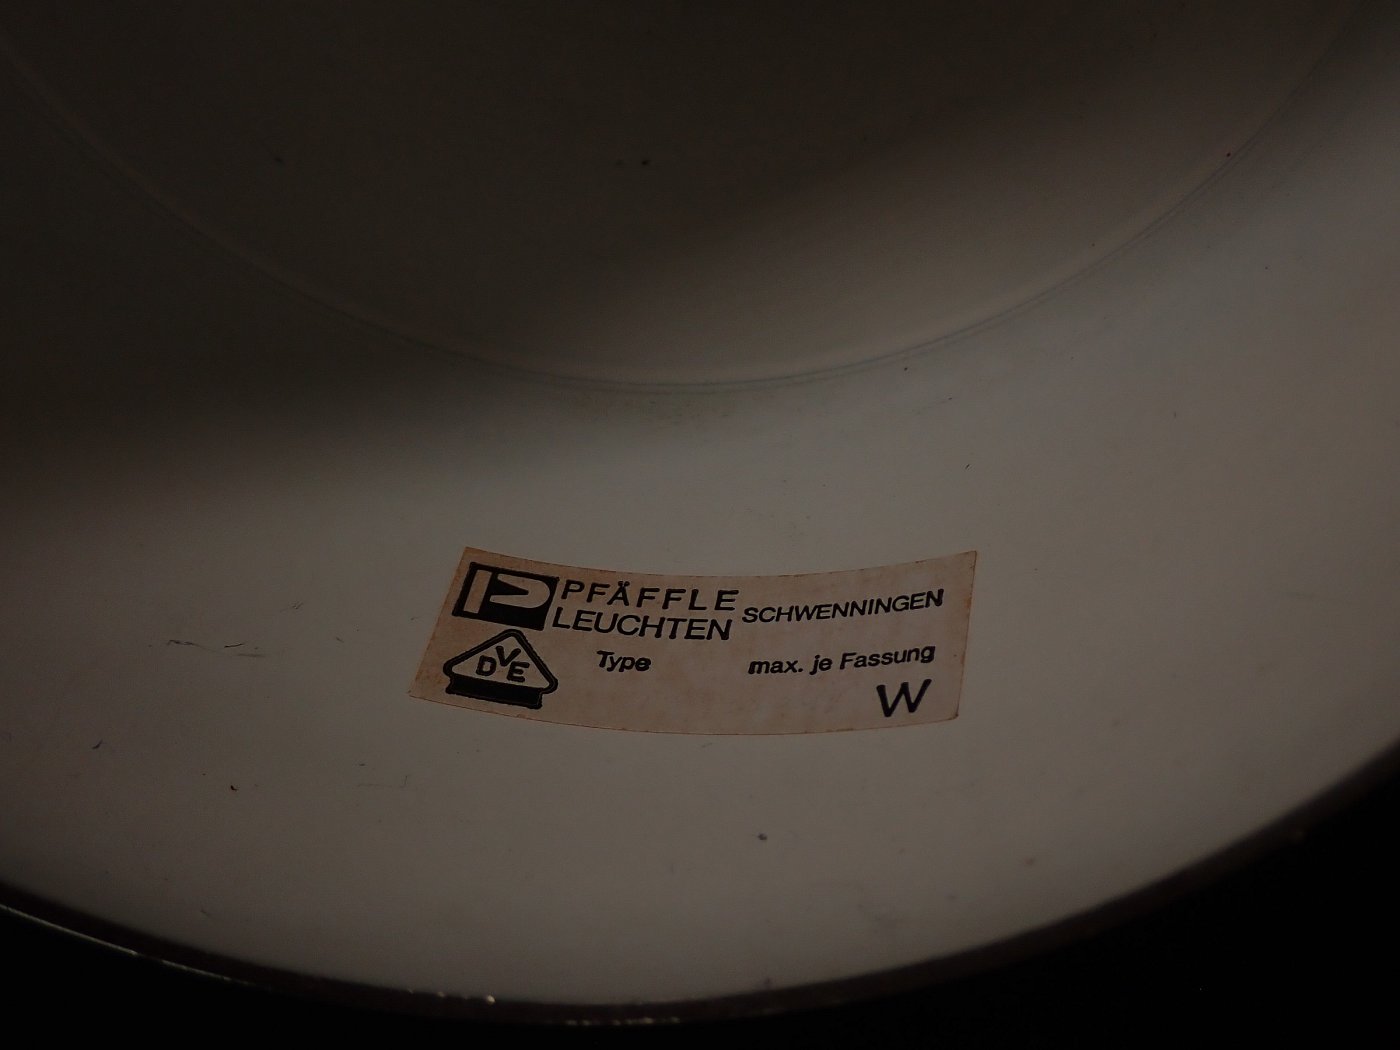 P PFÄFFLE
LEUCHTEN SCHWENNINGEN
DVE Type max. je Fassung
W